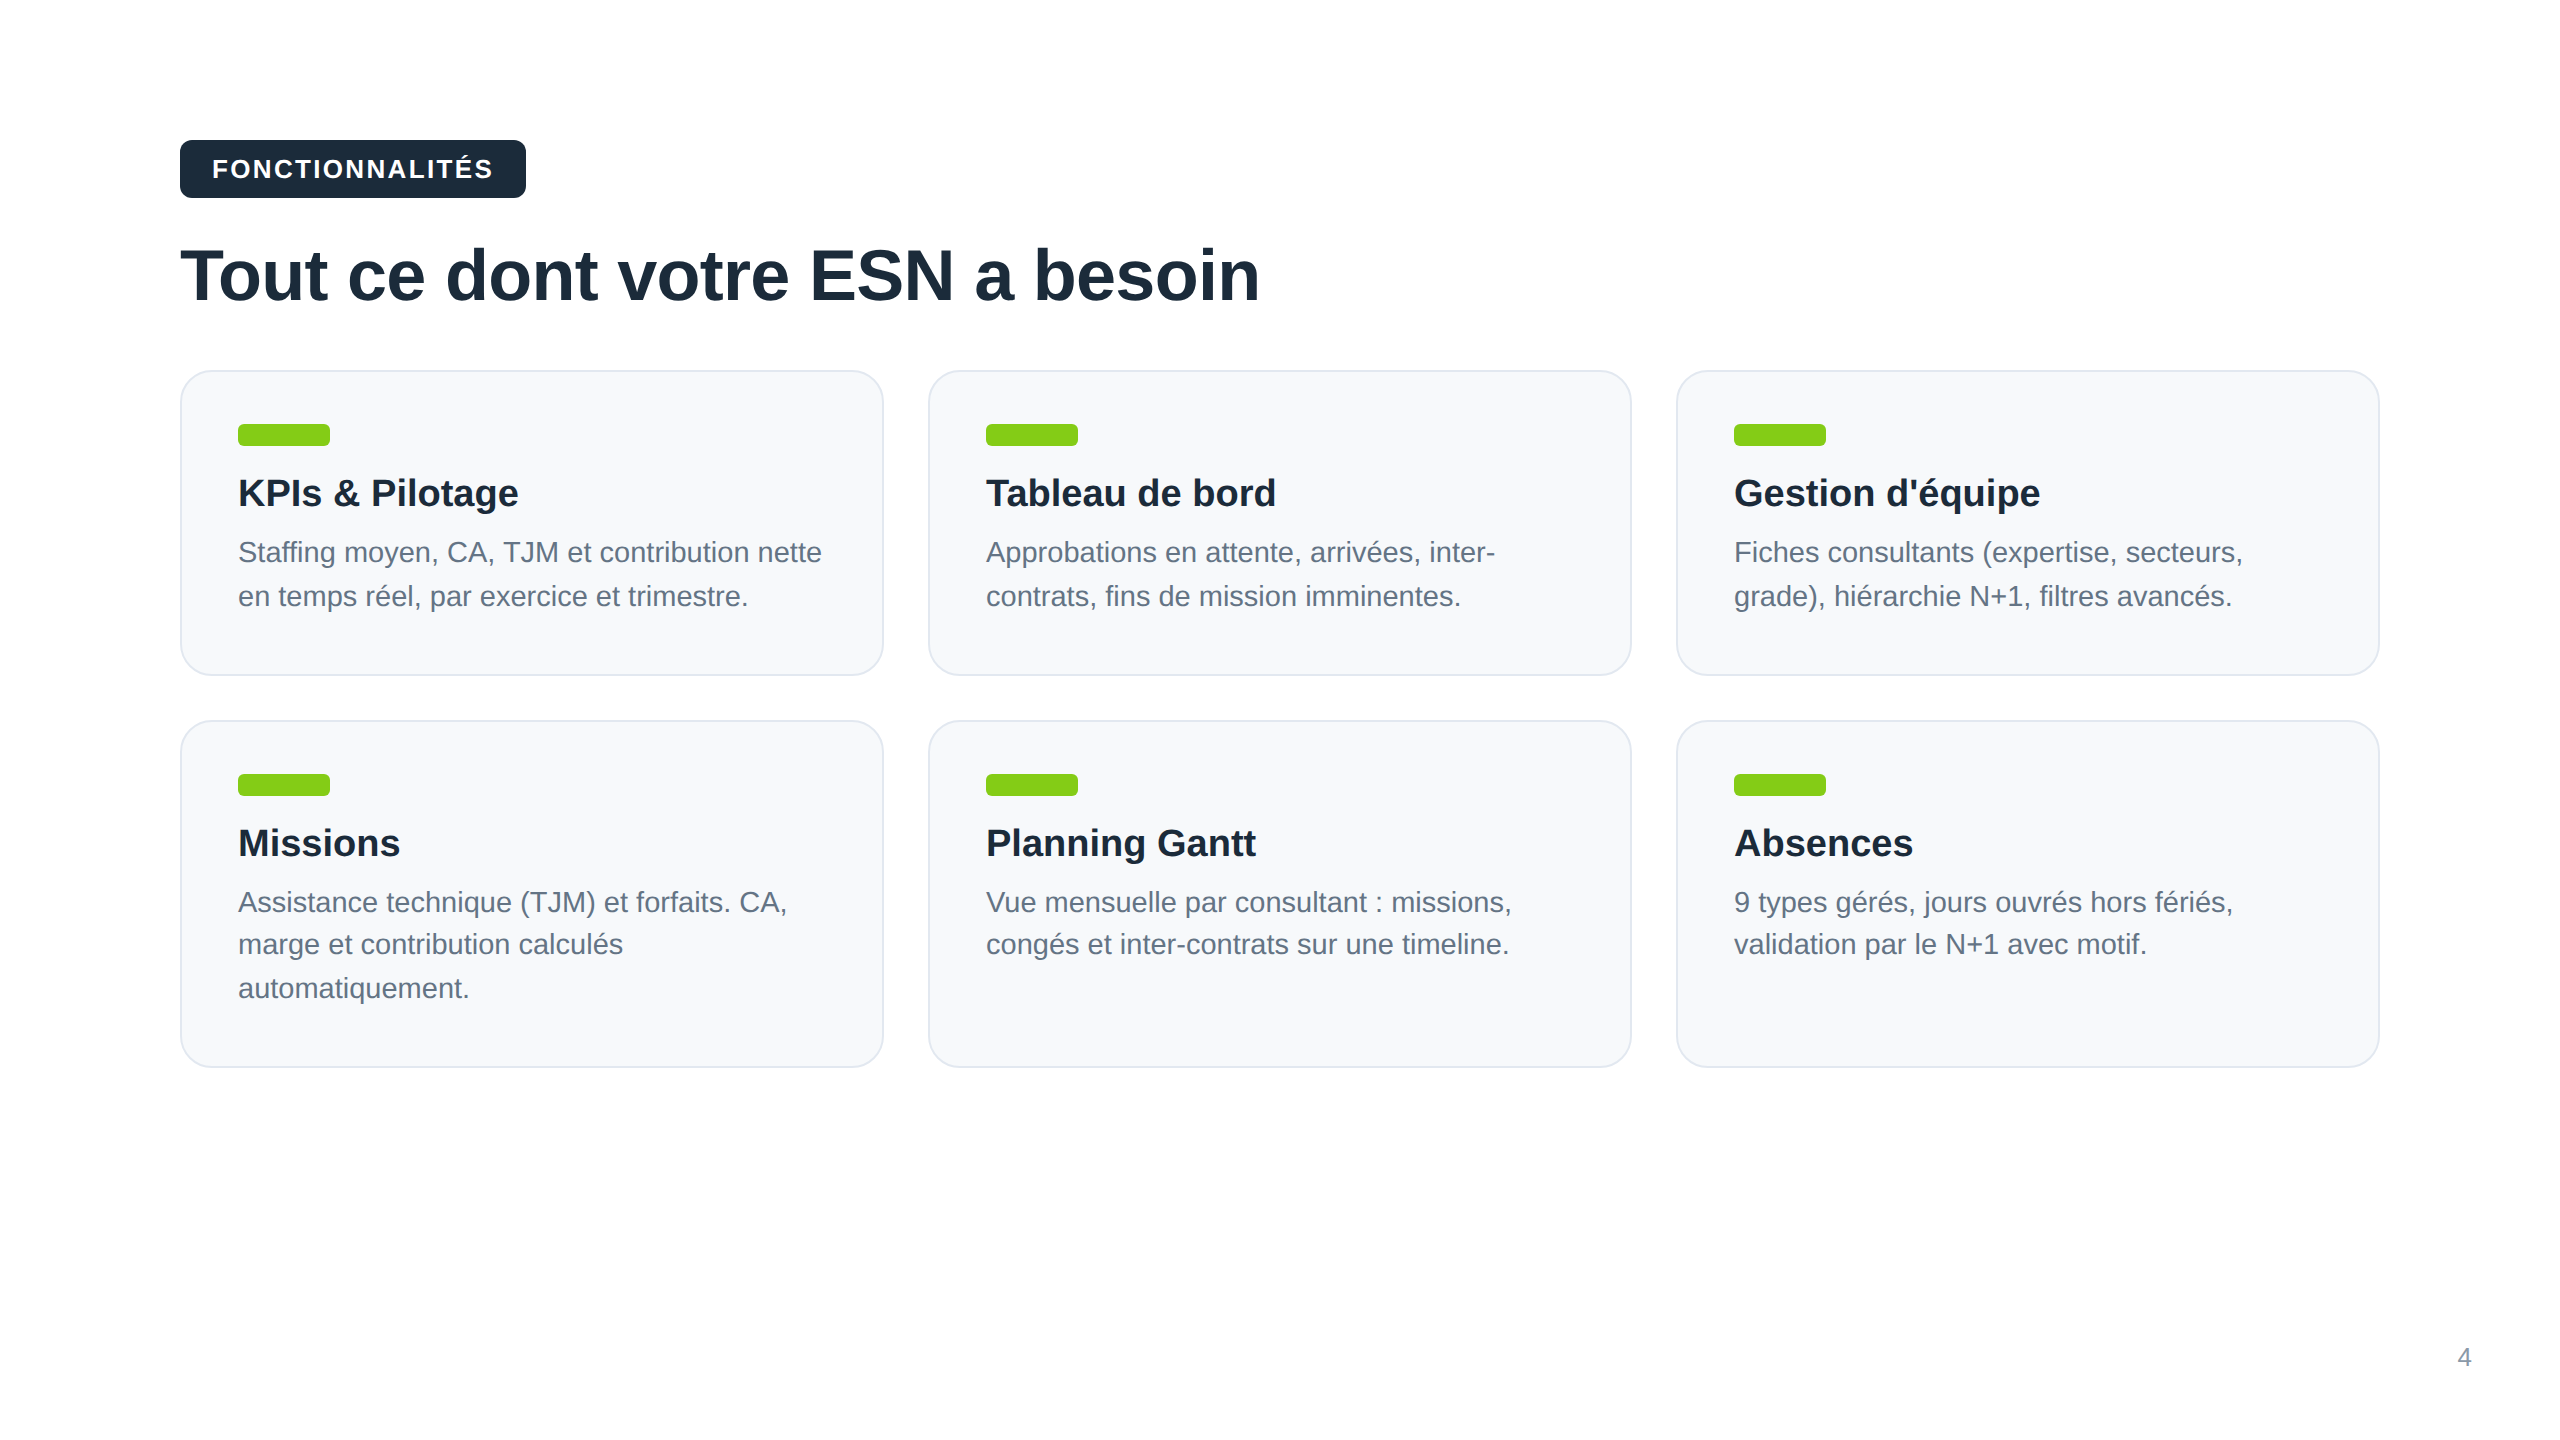 FONCTIONNALITÉS
Tout ce dont votre ESN a besoin
KPIs & Pilotage
Staffing moyen, CA, TJM et contribution nette
en temps réel, par exercice et trimestre.
Tableau de bord
Approbations en attente, arrivées, inter-
contrats, fins de mission imminentes.
Gestion d'équipe
Fiches consultants (expertise, secteurs,
grade), hiérarchie N+1, filtres avancés.
Missions
Assistance technique (TJM) et forfaits. CA,
marge et contribution calculés
automatiquement.
Planning Gantt
Vue mensuelle par consultant : missions,
congés et inter-contrats sur une timeline.
Absences
9 types gérés, jours ouvrés hors fériés,
validation par le N+1 avec motif.
4